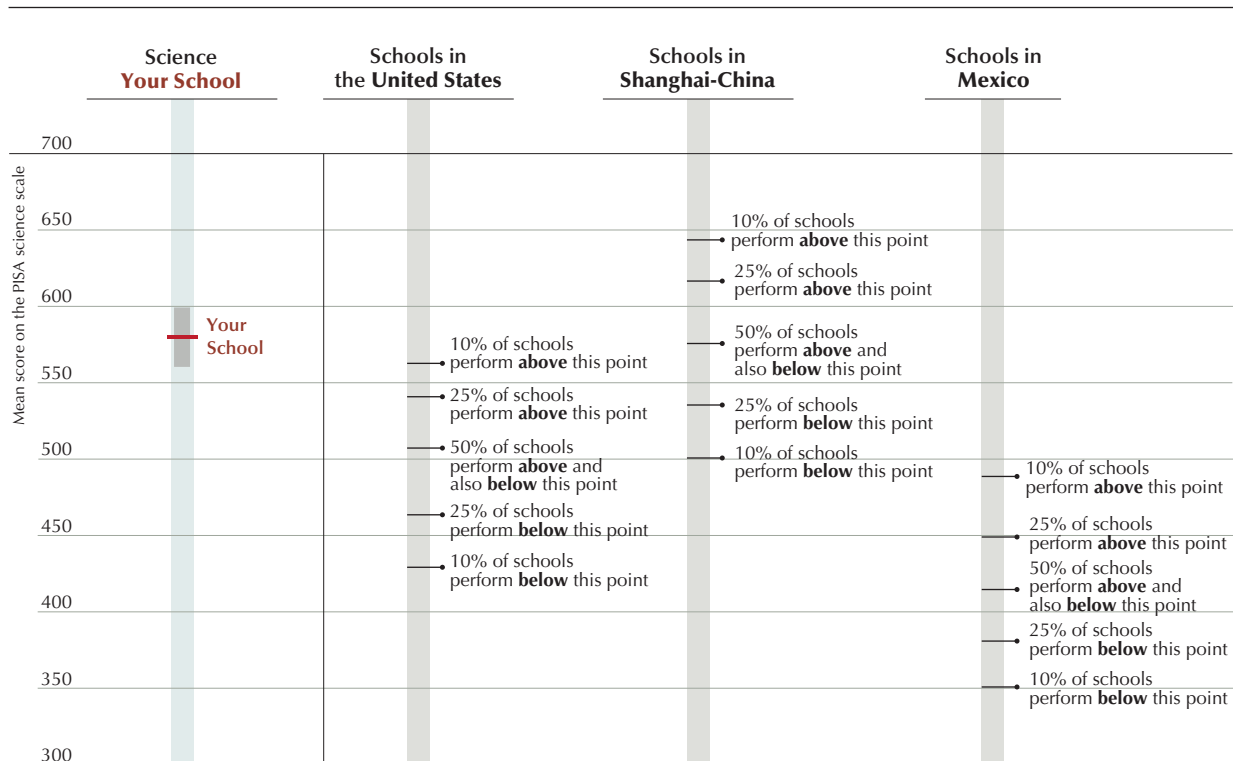 Science
Your School
Schools in
the United States
Schools in
Shanghai-China
Schools in
Mexico
Mean score on the PISA science scale
700
650
600
550
500
450
400
350
300
Your
School
10% of schools
perform above this point
25% of schools
perform above this point
50% of schools
perform above and
also below this point
25% of schools
perform below this point
10% of schools
perform below this point
10% of schools
perform above this point
25% of schools
perform above this point
50% of schools
perform above and
also below this point
25% of schools
perform below this point
10% of schools
perform below this point
10% of schools
perform above this point
25% of schools
perform above this point
50% of schools
perform above and
also below this point
25% of schools
perform below this point
10% of schools
perform below this point